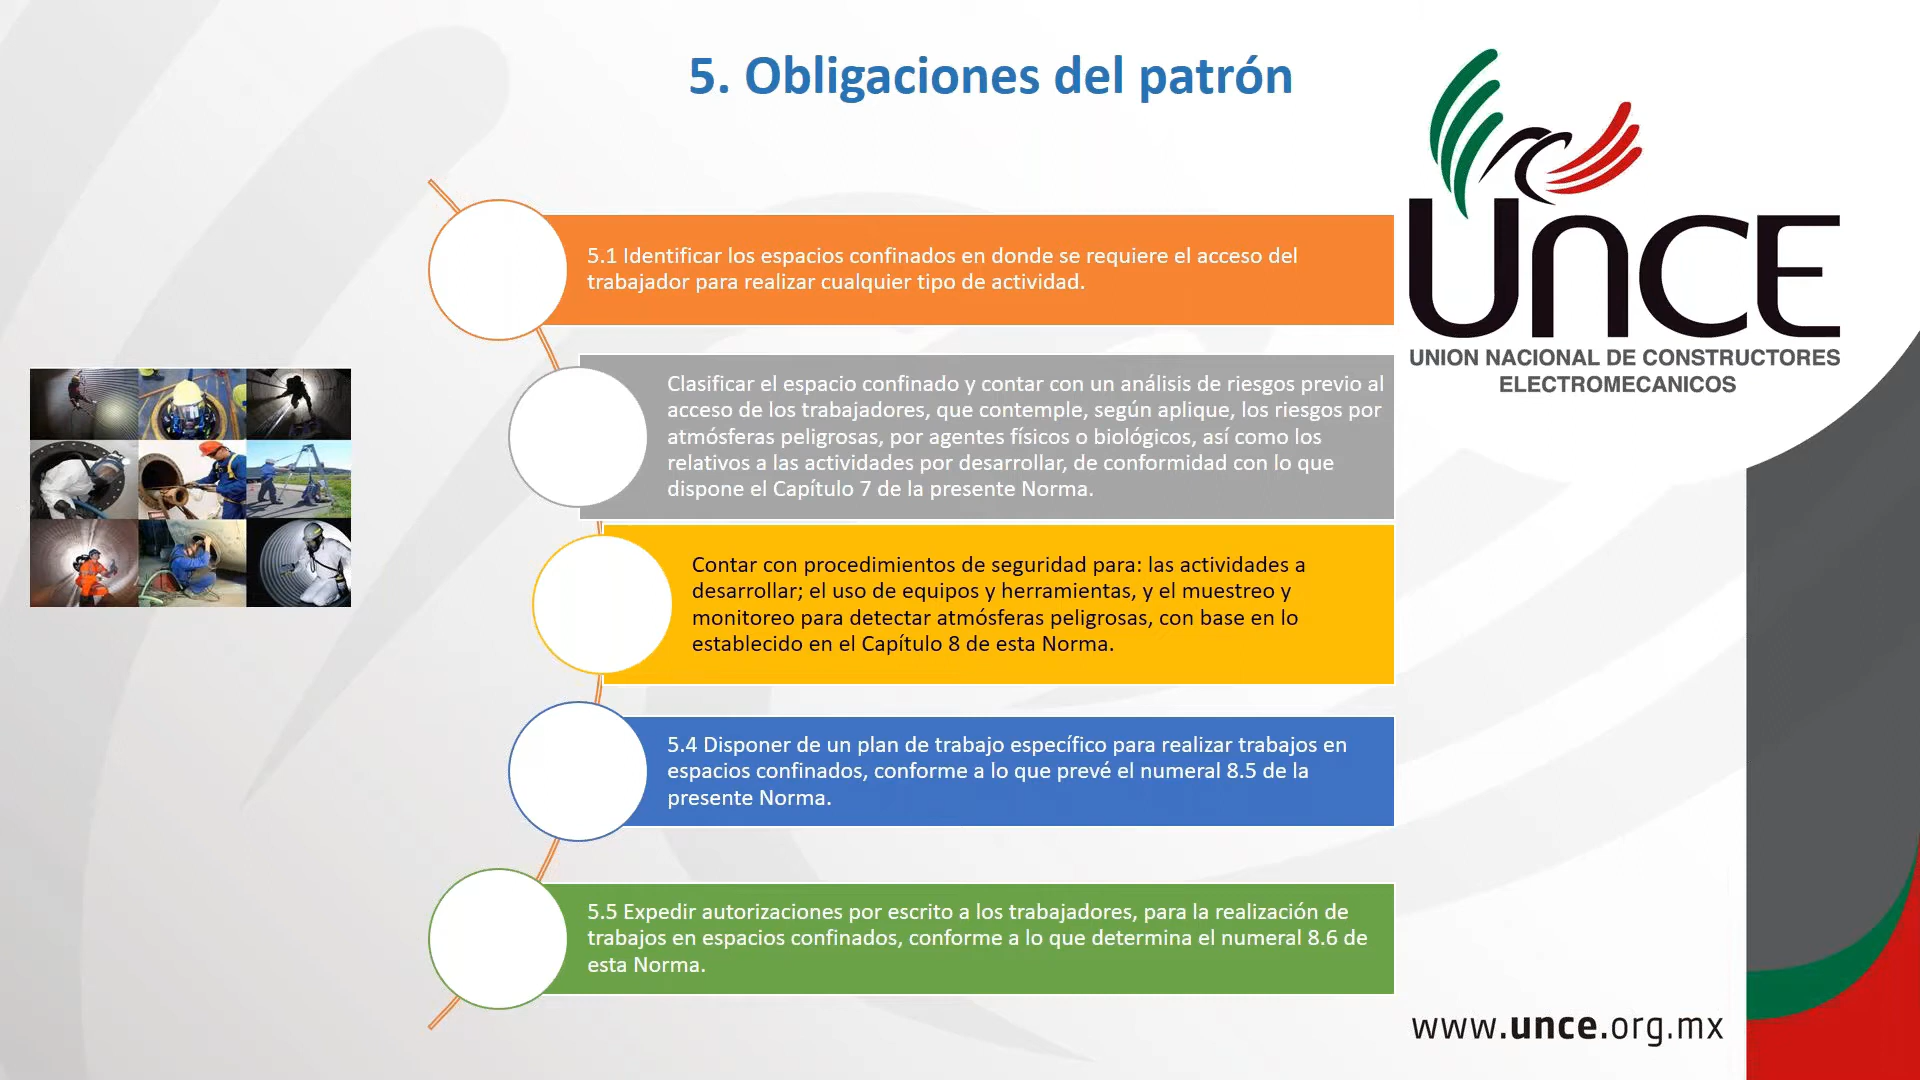 5. Obligaciones del patrón
5.1 Identificar los espacios confinados en donde se requiere el acceso del
trabajador para realizar cualquier tipo de actividad.
Clasificar el espacio confinado y contar con un análisis de riesgos previo al
acceso de los trabajadores, que contemple, según aplique, los riesgos por
atmósferas peligrosas, por agentes físicos o biológicos, así como los
relativos a las actividades por desarrollar, de conformidad con lo que
dispone el Capítulo 7 de la presente Norma.
Contar con procedimientos de seguridad para: las actividades a
desarrollar; el uso de equipos y herramientas, y el muestreo y
monitoreo para detectar atmósferas peligrosas, con base en lo
establecido en el Capítulo 8 de esta Norma.
5.4 Disponer de un plan de trabajo específico para realizar trabajos en
espacios confinados, conforme a lo que prevé el numeral 8.5 de la
presente Norma.
5.5 Expedir autorizaciones por escrito a los trabajadores, para la realización de
trabajos en espacios confinados, conforme a lo que determina el numeral 8.6 de
esta Norma.
UNCE
UNION NACIONAL DE CONSTRUCTORES
ELECTROMECANICOS
www.unce.org.mx